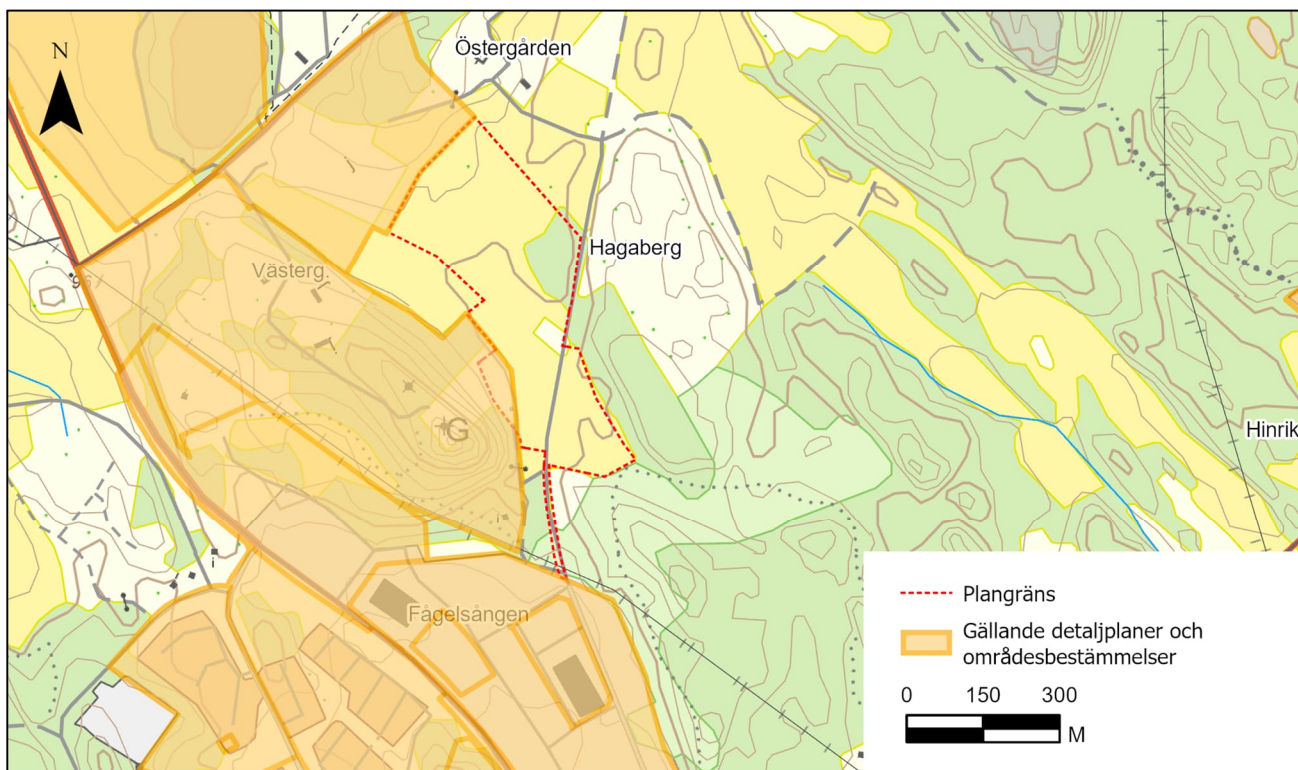 N
Östergården
Hagaberg
Västerg.
G
Fågelsången
Hinrik
Plangräns
Gällande detaljplaner och
områdesbestämmelser
0 150 300
M